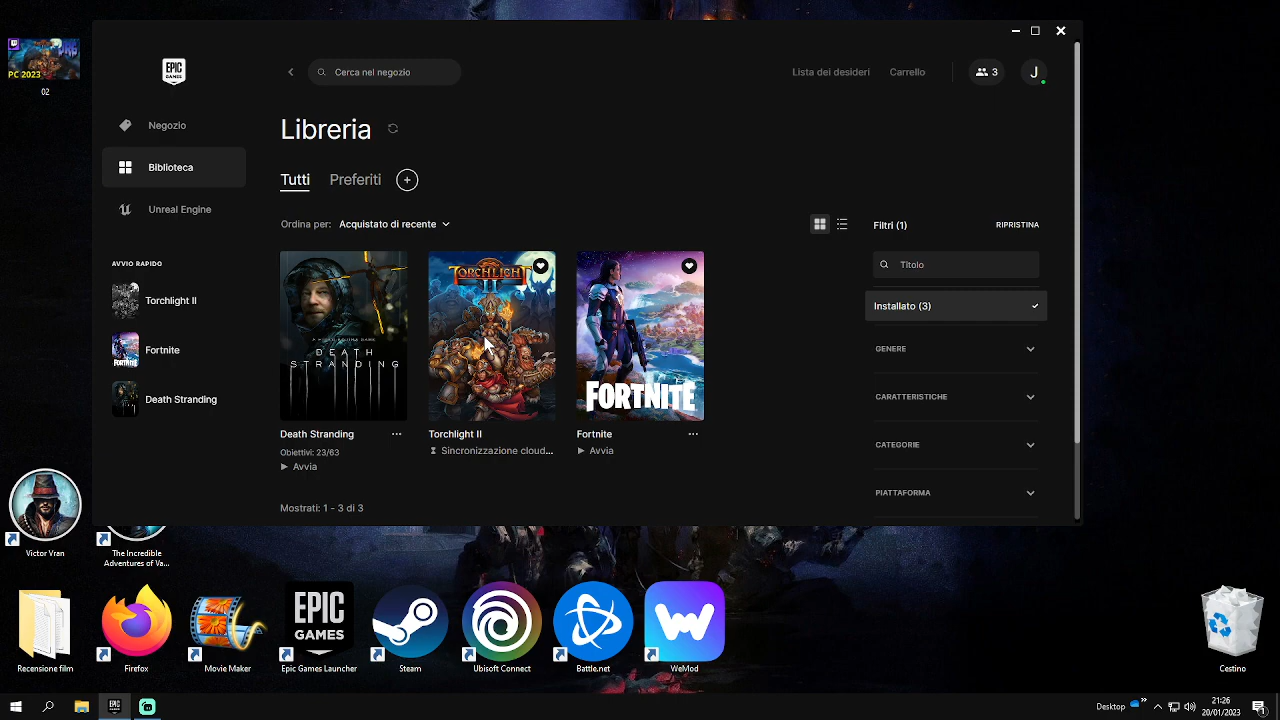 PC 2023
02
EPIC
GAMES
Cerca nel negozio
Lista dei desideri
Carrello
3
J
Negozio
Biblioteca
Unreal Engine
AVVIO RAPIDO
Torchlight II
Fortnite
Death Stranding
Libreria
Tutti
Preferiti
Ordina per: Acquistato di recente
DEATH
STRANDING
TORCHLIGHT
II
FORTNITE
Death Stranding
Obiettivi: 23/63
Avvia
Torchlight II
Sincronizzazione cloud...
Fortnite
Avvia
Mostrati: 1 - 3 di 3
Filtri (1)
RIPRISTINA
Titolo
Installato (3)
GENERE
CARATTERISTICHE
CATEGORIE
PIATTAFORMA
Victor Vran
The Incredible
Adventures of Va...
Recensione film
Firefox
Movie Maker
EPIC
GAMES
Epic Games Launcher
Steam
Ubisoft Connect
Battle.net
WeMod
Cestino
Desktop
21:26
20/01/2023